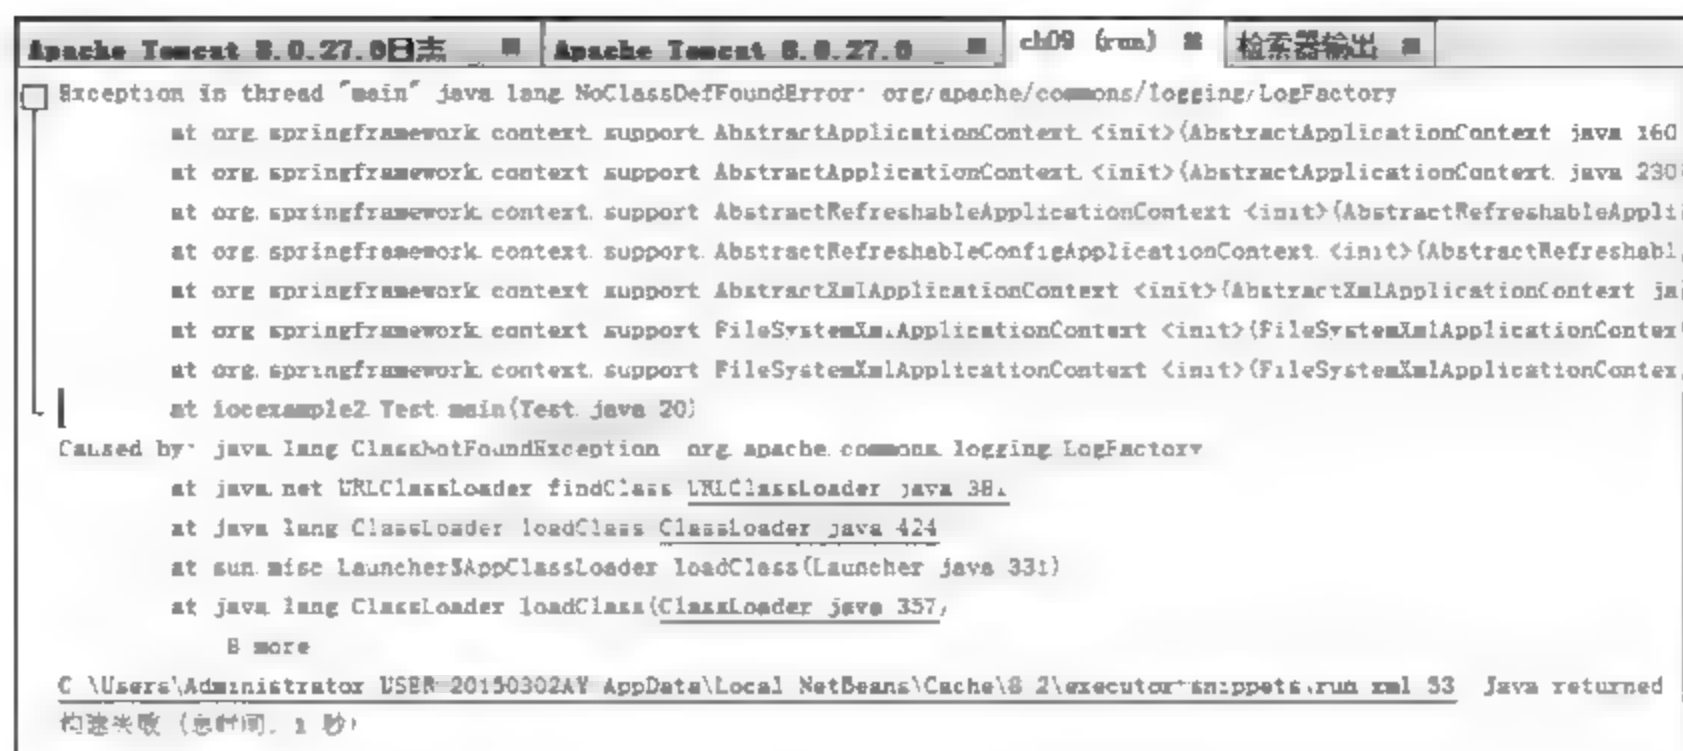 Apache Tomcat 8.0.27.0日志 Apache Tomcat 8.0.27.0 ch09 (run) 检索器输出
Exception in thread "main" java lang NoClassDefFoundError: org/apache/commons/logging/LogFactory
at org springframework context support AbstractApplicationContext <init>(AbstractApplicationContext java 160
at org springframework context support AbstractApplicationContext <init>(AbstractApplicationContext java 230
at org springframework context support AbstractRefreshableApplicationContext <init>(AbstractRefreshableAppli
at org springframework context support AbstractRefreshableConfigApplicationContext <init>(AbstractRefreshabl
at org springframework context support AbstractXmlApplicationContext <init>(AbstractXmlApplicationContext ja
at org springframework context support FileSystemXmlApplicationContext <init>(FileSystemXmlApplicationContex
at org springframework context support FileSystemXmlApplicationContext <init>(FileSystemXmlApplicationContex
at iocexample2 Test main(Test java 20)
Caused by: java lang ClassNotFoundException org apache commons logging LogFactory
at java net URLClassLoader findClass URLClassLoader java 381
at java lang ClassLoader loadClass ClassLoader java 424
at sun misc Launcher$AppClassLoader loadClass(Launcher java 331)
at java lang ClassLoader loadClass(ClassLoader java 357)
8 more
C \Users\Administrator USER-20150302AY AppData\Local NetBeans\Cache\8 2\executor-snippets\run xml 53 Java returned
构建失败 (总时间: 1 秒)